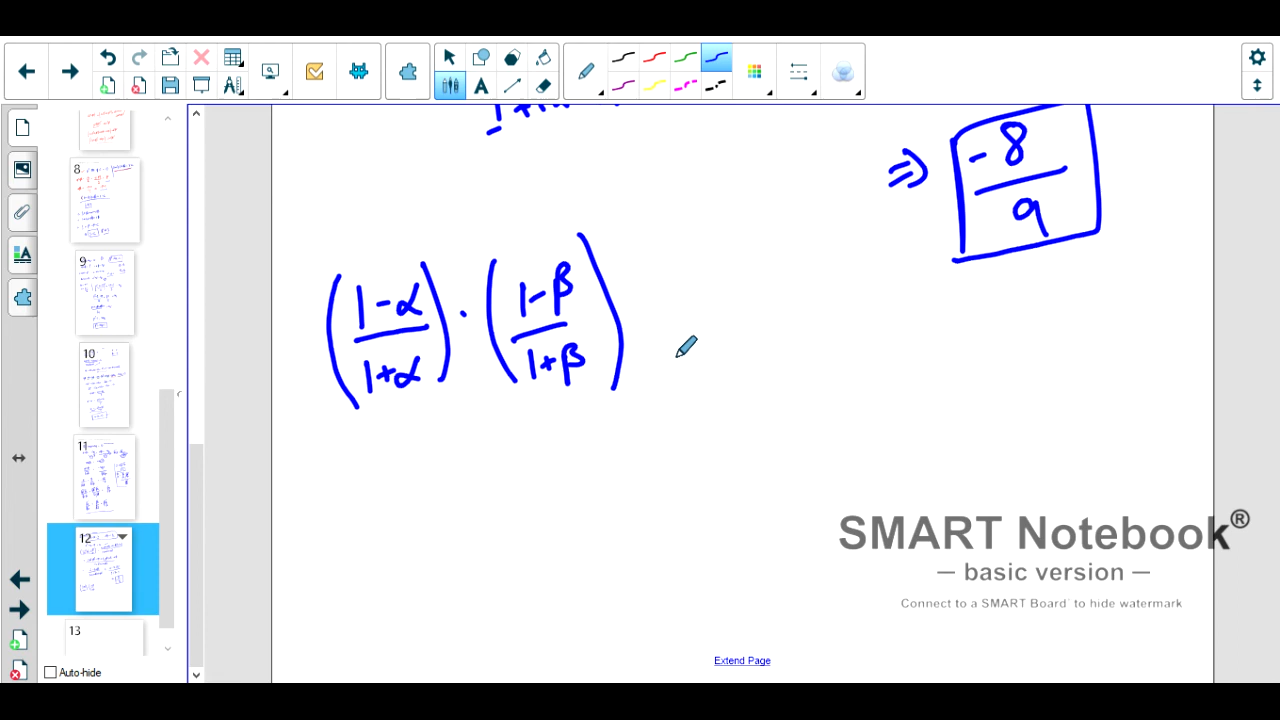 ⇒ -8/9
((1-α)/(1+α)) · ((1-β)/(1+β))
8
9
10
11
12
13
Auto-hide
SMART Notebook®
— basic version —
Connect to a SMART Board™ to hide watermark
Extend Page